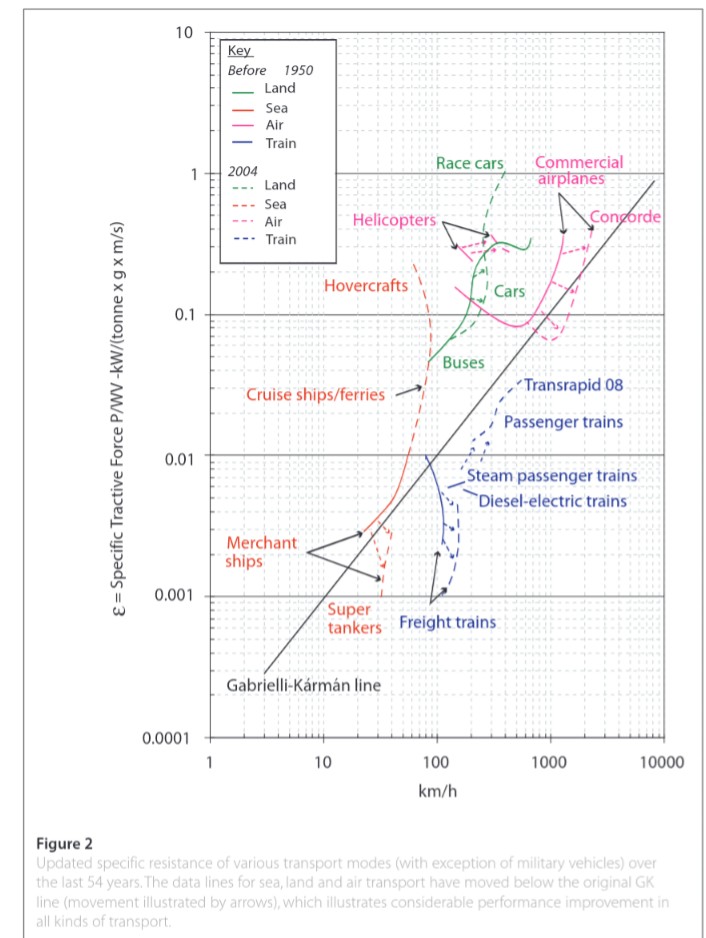 10
1
0.1
0.01
0.001
0.0001
ε = Specific Tractive Force P/WV -kW/(tonne x g x m/s)
Key
Before 1950
Land
Sea
Air
Train
2004
Land
Sea
Air
Train
Race cars
Commercial
airplanes
Helicopters
Concorde
Hovercrafts
Cars
Buses
Cruise ships/ferries
Transrapid 08
Passenger trains
Steam passenger trains
Diesel-electric trains
Merchant
ships
Super
tankers
Freight trains
Gabrielli-Kármán line
1
10
100
1000
10000
km/h
Figure 2
Updated specific resistance of various transport modes (with exception of military vehicles) over
the last 54 years. The data lines for sea, land and air transport have moved below the original GK
line (movement illustrated by arrows), which illustrates considerable performance improvement in
all kinds of transport.